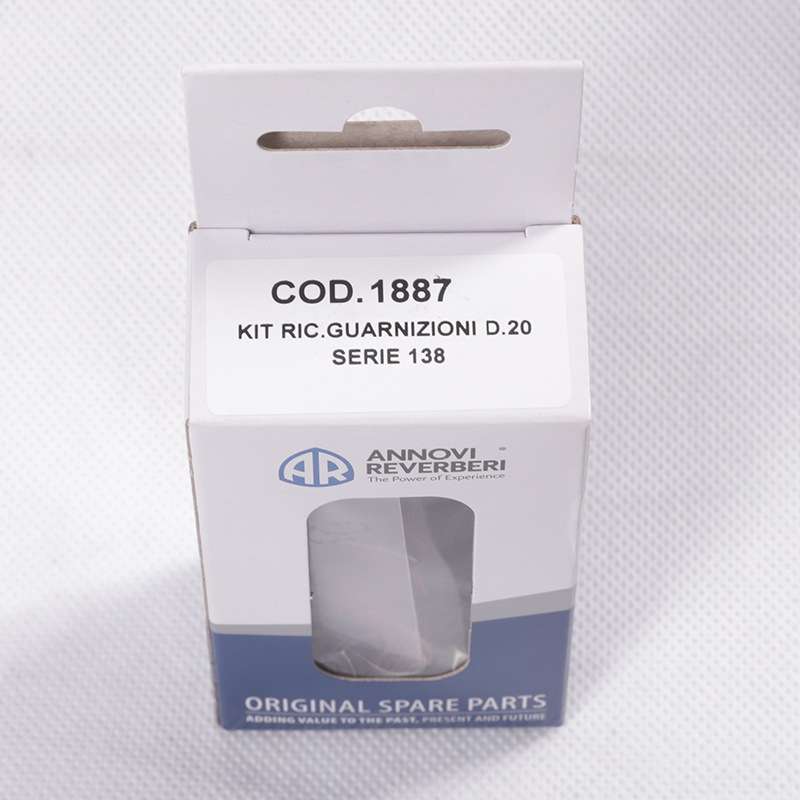 COD.1887
KIT RIC.GUARNIZIONI D.20
SERIE 138
AR ANNOVI ®
REVERBERI
The Power of Experience
ORIGINAL SPARE PARTS
ADDING VALUE TO THE PAST, PRESENT AND FUTURE